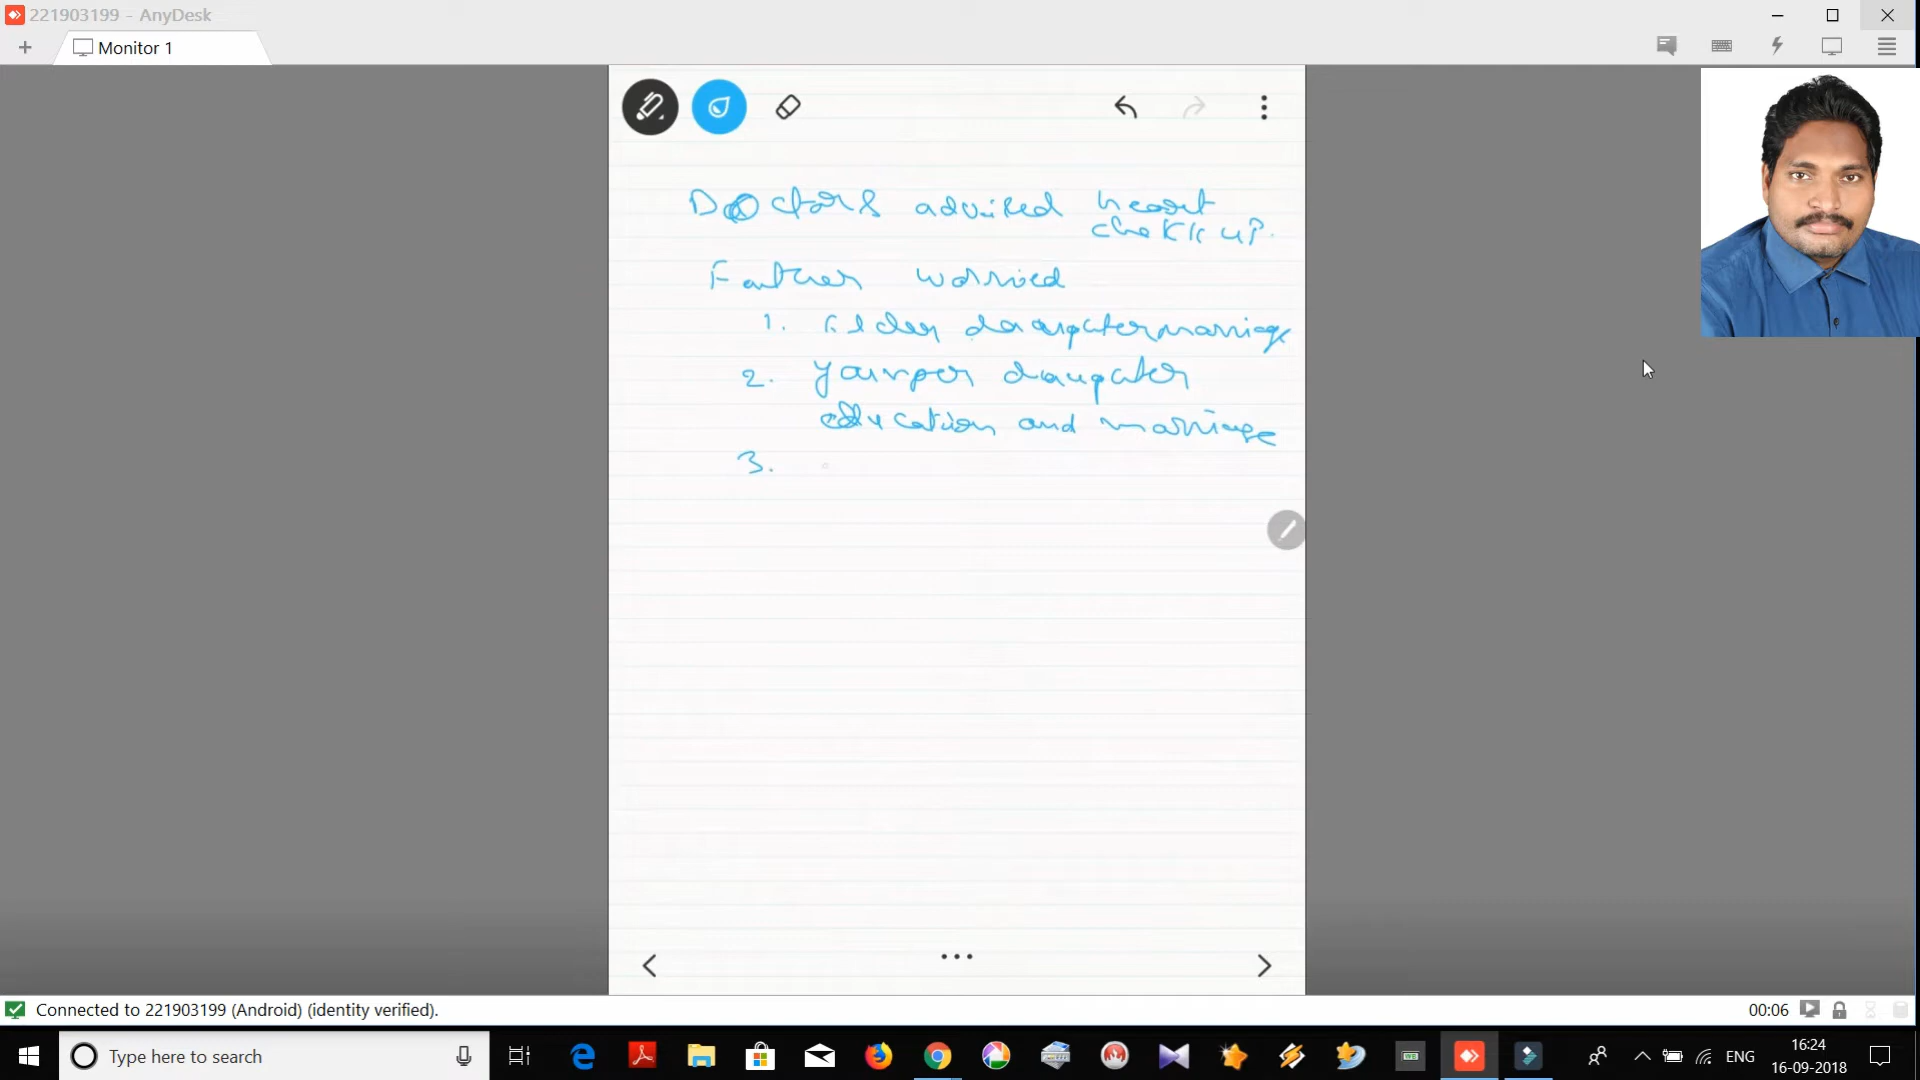 221903199 - AnyDesk
Monitor 1
Doctors advised heart
chekk up.
Father worried
1. Elder daughter marriage
2. Younger daughter
education and marriage
3.
Connected to 221903199 (Android) (identity verified).
00:06
Type here to search
ENG
16:24
16-09-2018